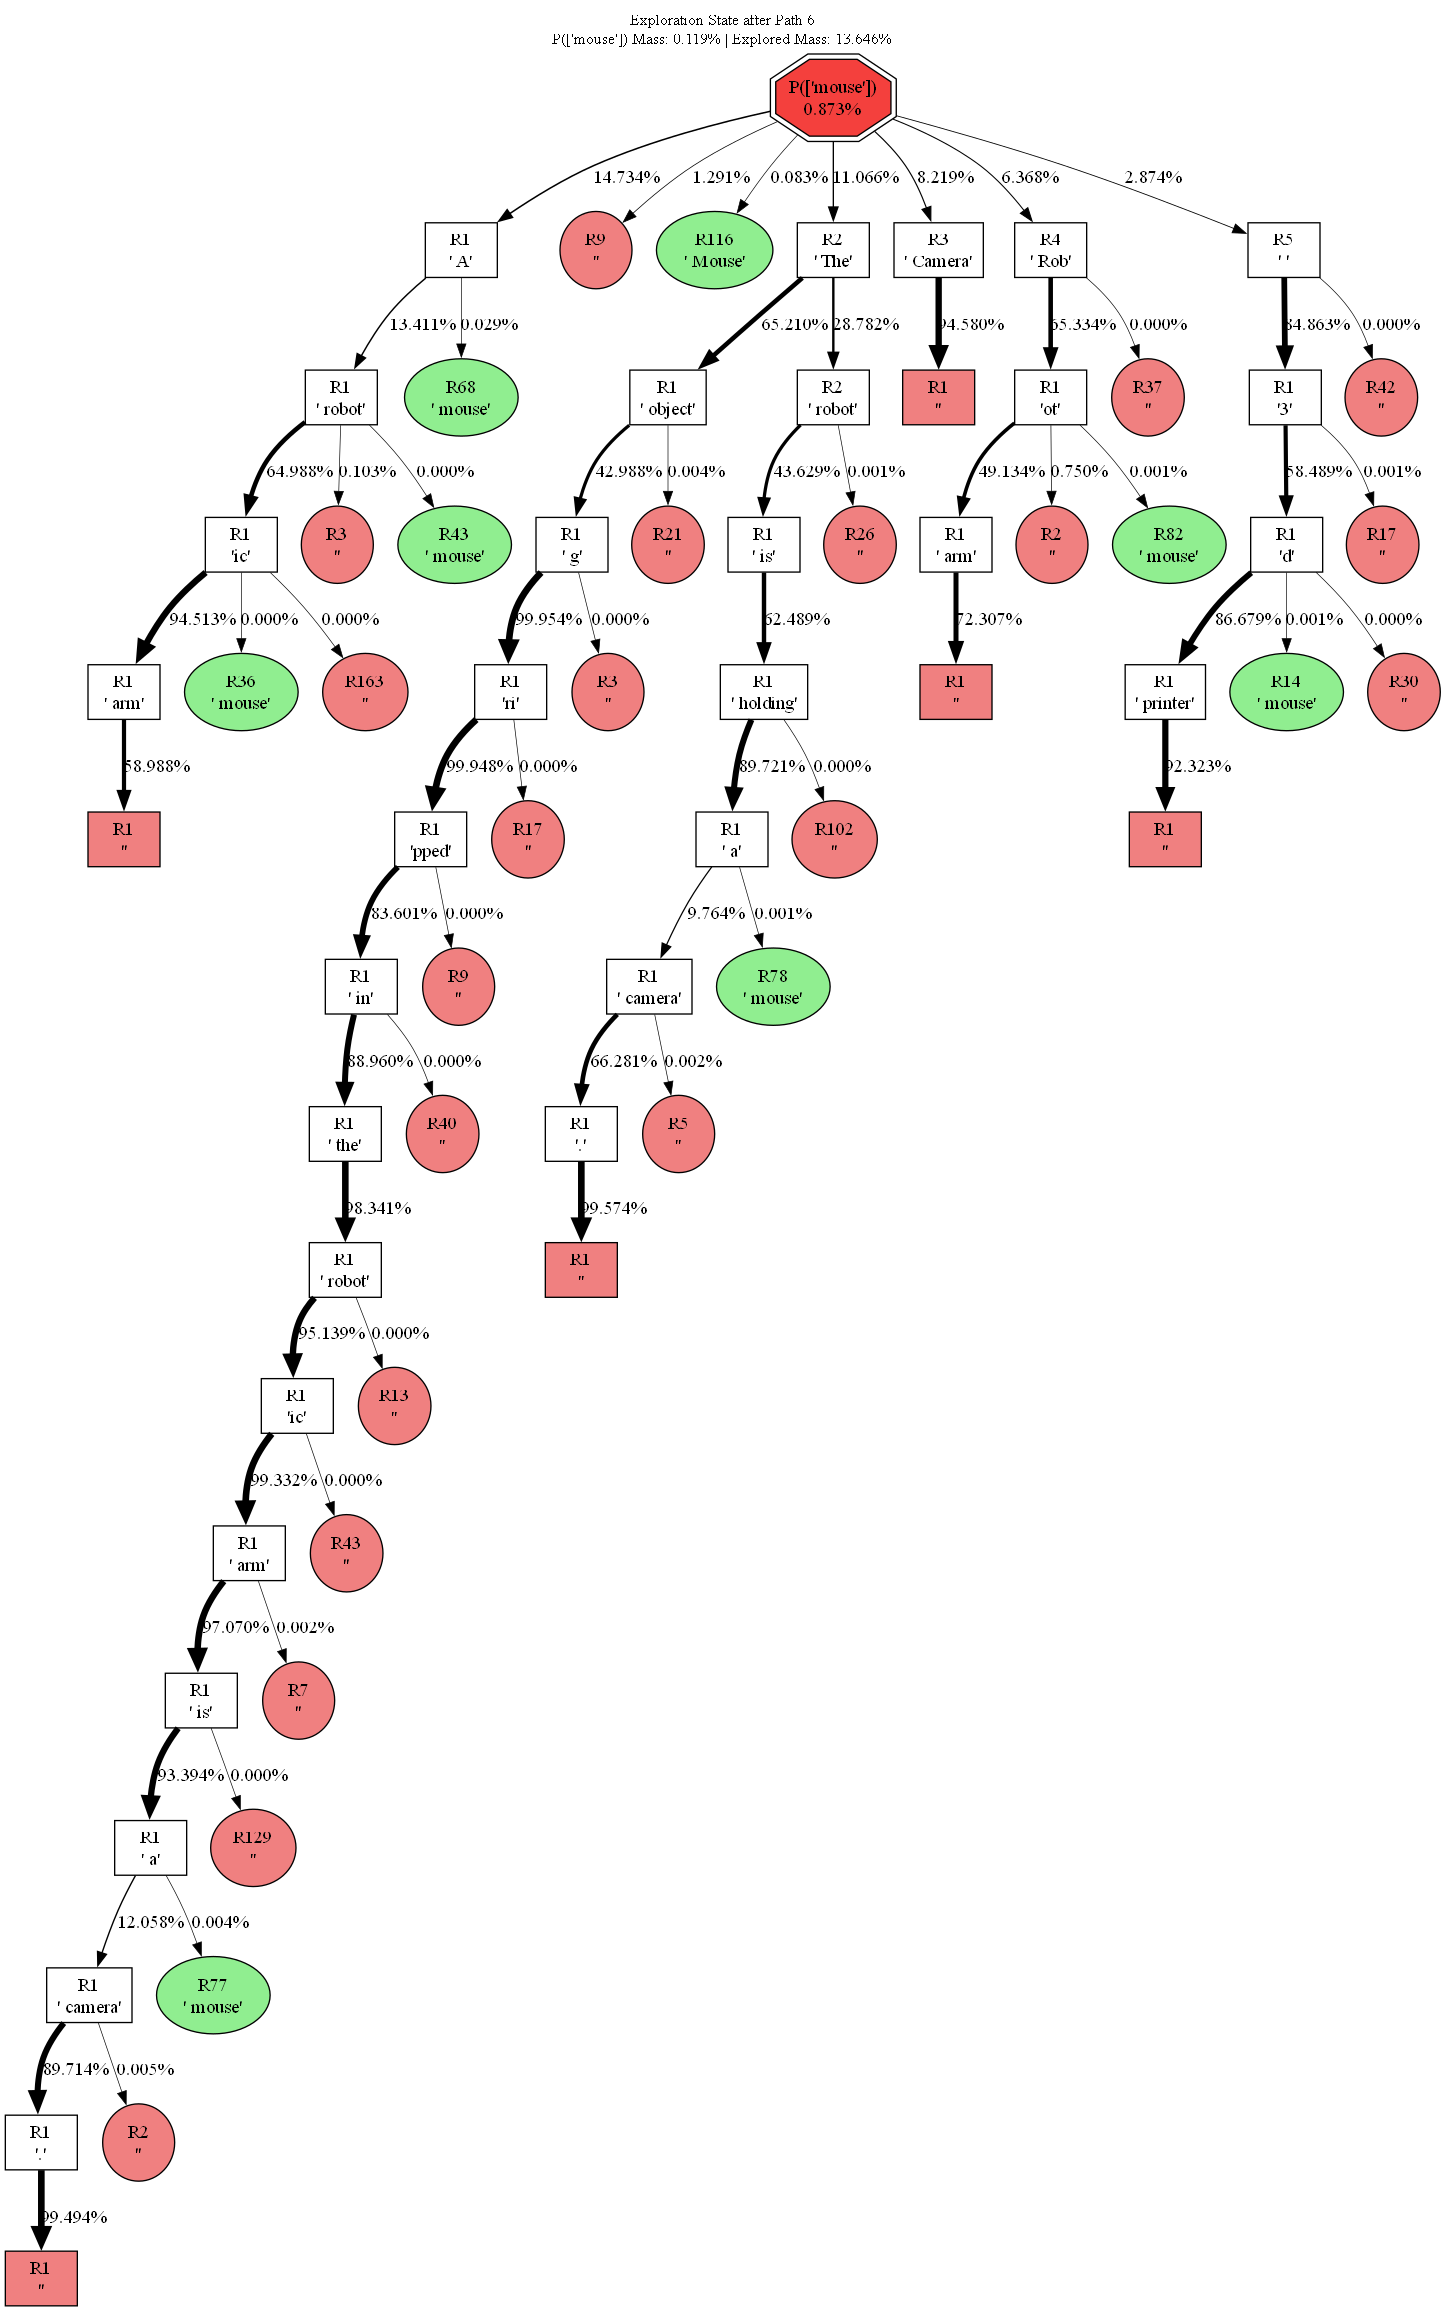 Exploration State after Path 6
P(['mouse']) Mass: 0.119% | Explored Mass: 13.646%
P(['mouse'])
0.873%
14.734% 1.291% 0.083% 11.066% 8.219% 6.368% 2.874%
R1 R9 R116 R2 R3 R4 R5
' A' '' ' Mouse' ' The' ' Camera' ' Rob' ' '
13.411% 0.029% 65.210% 28.782% 94.580% 65.334% 0.000% 84.863% 0.000%
R1 R68 R1 R2 R1 R1 R37 R1 R42
' robot' ' mouse' ' object' ' robot' '' 'ot' '' '3' ''
64.988% 0.103% 0.000% 42.988% 0.004% 43.629% 0.001% 49.134% 0.750% 0.001% 58.489% 0.001%
R1 R3 R43 R1 R21 R1 R26 R1 R2 R82 R1 R17
'ic' '' ' mouse' ' g' '' ' is' '' ' arm' '' ' mouse' 'd' ''
94.513% 0.000% 0.000% 99.954% 0.000% 62.489% 72.307% 86.679% 0.001% 0.000%
R1 R36 R163 R1 R3 R1 R1 R1 R14 R30
' arm' ' mouse' '' 'ri' '' ' holding' '' ' printer' ' mouse' ''
58.988% 99.948% 0.000% 89.721% 0.000% 92.323%
R1 R1 R17 R1 R102 R1
'' 'pped' '' ' a' '' ''
83.601% 0.000% 9.764% 0.001%
R1 R9 R1 R78
' in' '' ' camera' ' mouse'
88.960% 0.000% 66.281% 0.002%
R1 R40 R1 R5
' the' '' '.' ''
98.341% 99.574%
R1 R1
' robot' ''
95.139% 0.000%
R1 R13
'ic' ''
99.332% 0.000%
R1 R43
' arm' ''
97.070% 0.002%
R1 R7
' is' ''
93.394% 0.000%
R1 R129
' a' ''
12.058% 0.004%
R1 R77
' camera' ' mouse'
89.714% 0.005%
R1 R2
'.' ''
99.494%
R1
''